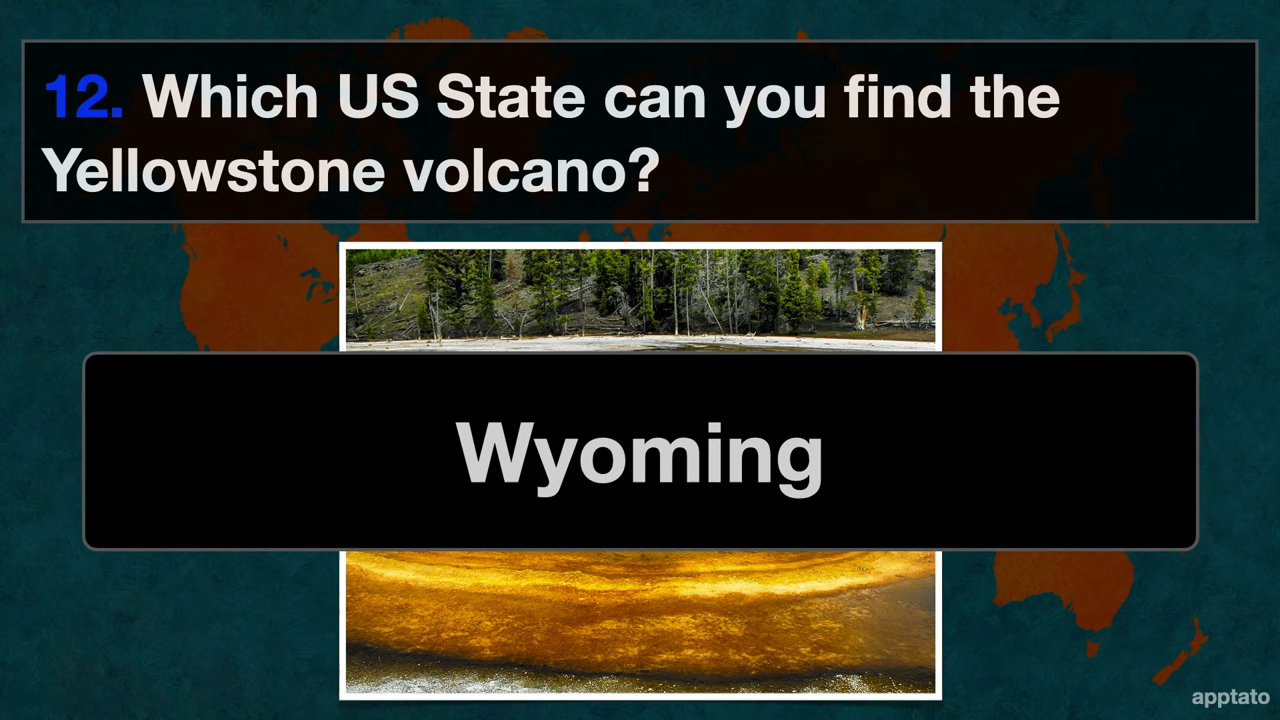 12. Which US State can you find the
Yellowstone volcano?
Wyoming
apptato